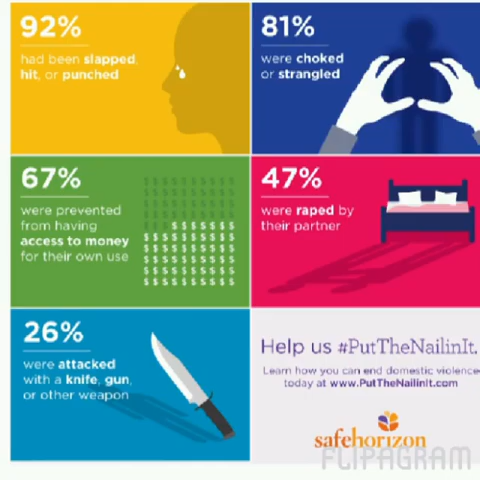 92%
had been slapped,
hit, or punched
81%
were choked
or strangled
67%
were prevented
from having
access to money
for their own use
47%
were raped by
their partner
26%
were attacked
with a knife, gun,
or other weapon
Help us #PutTheNailinIt.
Learn how you can end domestic violence
today at www.PutTheNailinIt.com
safehorizon
FLIPAGRAM